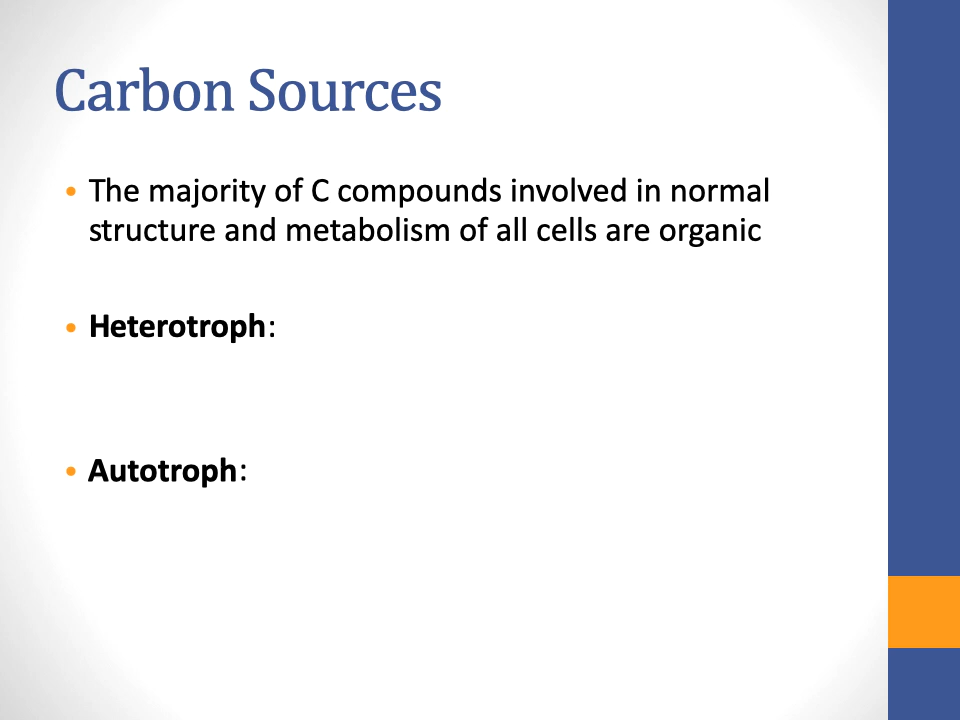 Carbon Sources
• The majority of C compounds involved in normal
structure and metabolism of all cells are organic
• Heterotroph:
• Autotroph: